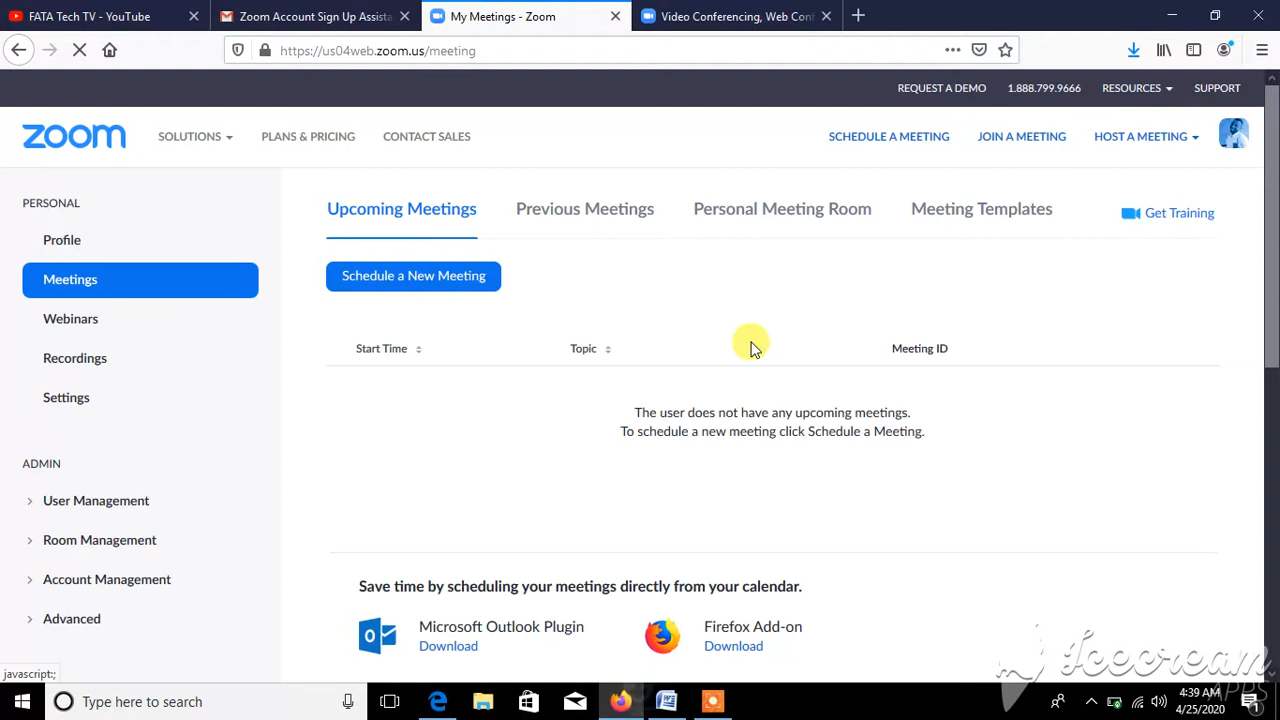 FATA Tech TV - YouTube
Zoom Account Sign Up Assista
My Meetings - Zoom
Video Conferencing, Web Conf
https://us04web.zoom.us/meeting
REQUEST A DEMO
1.888.799.9666
RESOURCES
SUPPORT
zoom
SOLUTIONS
PLANS & PRICING
CONTACT SALES
SCHEDULE A MEETING
JOIN A MEETING
HOST A MEETING
PERSONAL
Profile
Meetings
Webinars
Recordings
Settings
ADMIN
User Management
Room Management
Account Management
Advanced
Upcoming Meetings
Previous Meetings
Personal Meeting Room
Meeting Templates
Get Training
Schedule a New Meeting
Start Time
Topic
Meeting ID
The user does not have any upcoming meetings.
To schedule a new meeting click Schedule a Meeting.
Save time by scheduling your meetings directly from your calendar.
Microsoft Outlook Plugin
Download
Firefox Add-on
Download
javascript:;
Icecream
APPS
Type here to search
4:39 AM
4/25/2020